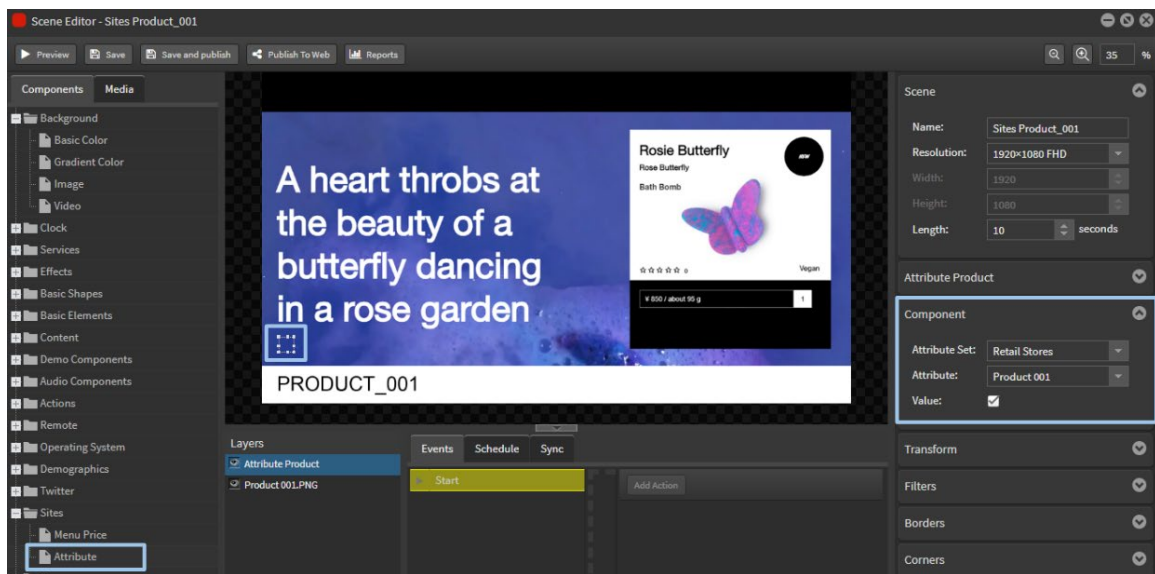 Scene Editor - Sites Product_001
Preview Save Save and publish Publish To Web Reports 35 %
Components Media
Background
Basic Color
Gradient Color
Image
Video
Clock
Services
Effects
Basic Shapes
Basic Elements
Content
Demo Components
Audio Components
Actions
Remote
Operating System
Demographics
Twitter
Sites
Menu Price
Attribute
A heart throbs at
the beauty of a
butterfly dancing
in a rose garden
Rosie Butterfly
Rose Butterfly
Bath Bomb
NEW
☆☆☆☆☆ 0 Vegan
¥ 850 / about 95 g 1
PRODUCT_001
Layers
Attribute Product
Product 001.PNG
Events Schedule Sync
Start
Add Action
Scene
Name: Sites Product_001
Resolution: 1920×1080 FHD
Width: 1920
Height: 1080
Length: 10 seconds
Attribute Product
Component
Attribute Set: Retail Stores
Attribute: Product 001
Value:
Transform
Filters
Borders
Corners